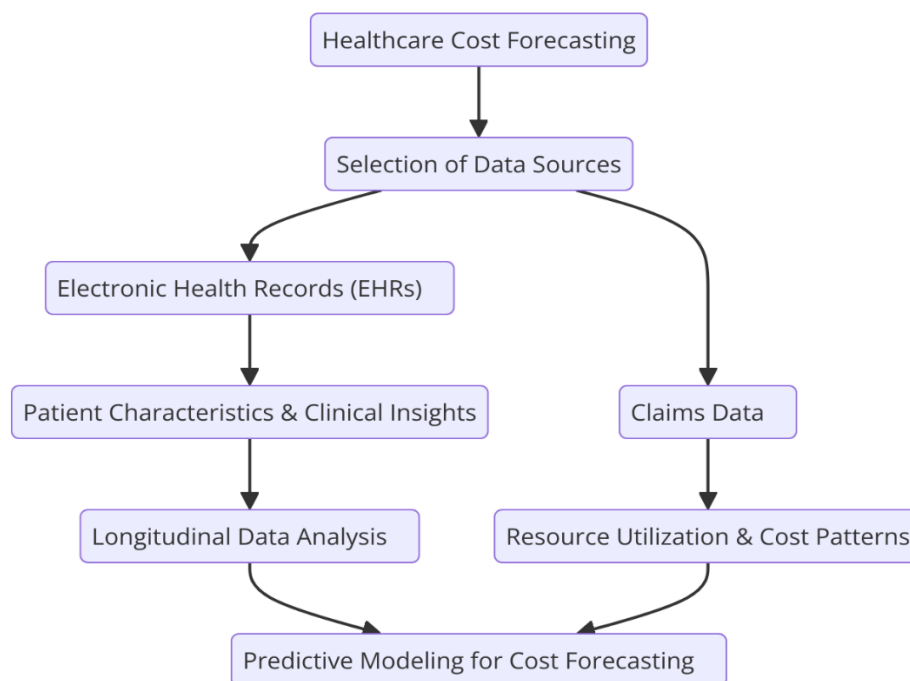 Healthcare Cost Forecasting
Selection of Data Sources
Electronic Health Records (EHRs)
Patient Characteristics & Clinical Insights
Claims Data
Longitudinal Data Analysis
Resource Utilization & Cost Patterns
Predictive Modeling for Cost Forecasting